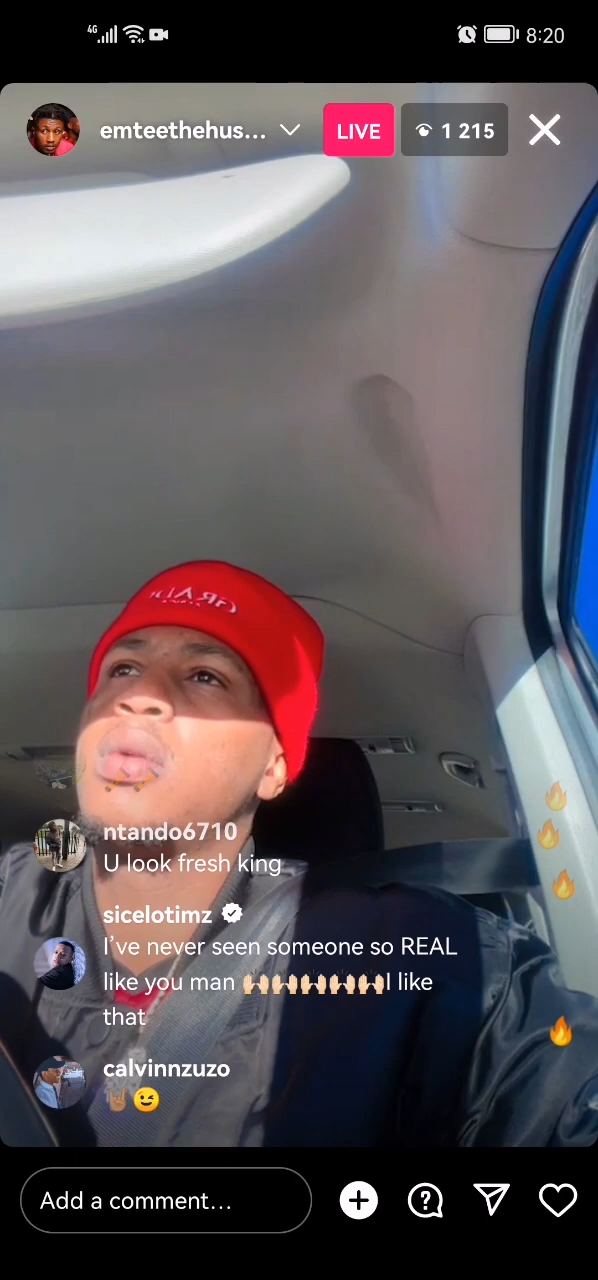 4G
8:20
emteethehus...
LIVE
1 215
ntando6710
U look fresh king
sicelotimz
I've never seen someone so REAL
like you man 🙌🏻🙌🏻🙌🏻🙌🏻🙌🏻I like
that
calvinnzuzo
🤘🏽😉
Add a comment...